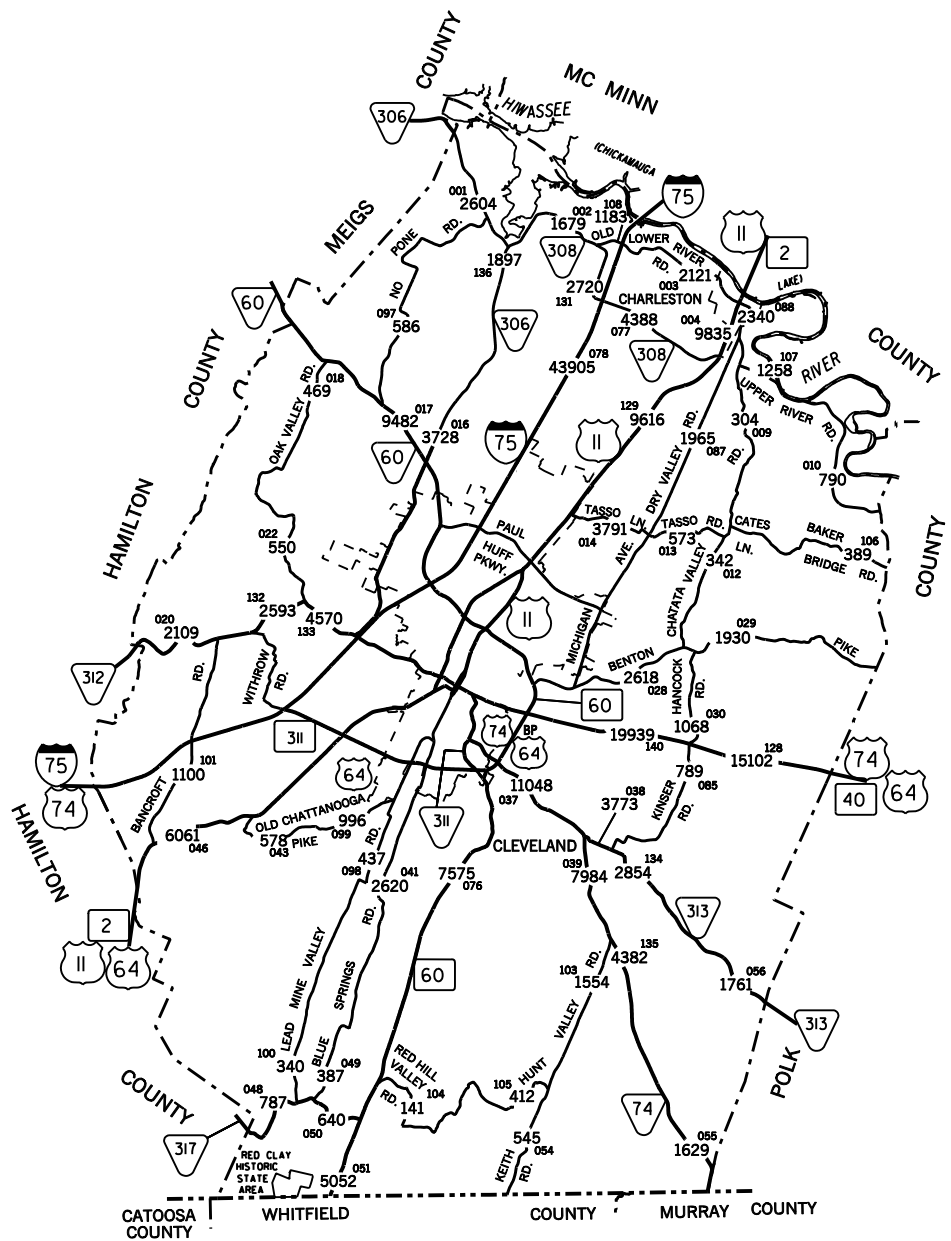 COUNTY
MC MINN
HIWASSEE
306
(CHICKAMAUGA
75
001
2604
002
108
1679
1183
11
2
MEIGS
PONE RD.
OLD
LOWER RIVER
RD.
308
1897
136
003
2121
LAKE)
60
NO
2720
131
CHARLESTON
088
2340
097
586
306
4388
077
004
9835
308
COUNTY
COUNTY
RIVER
107
1258
43905
078
018
469
OAK VALLEY RD.
UPPER RIVER RD.
9482
017
129
9616
304
009
3728
016
75
11
1965
087
60
DRY VALLEY RD.
RD.
010
790
HAMILTON
TASSO LN.
3791
014
TASSO RD.
573
013
CATES
LN.
BAKER
BRIDGE RD.
106
389
COUNTY
PAUL
HUFF
PKWY.
022
550
342
012
132
2593
4570
133
11
MICHIGAN AVE.
CHATATA VALLEY
020
2109
029
1930
PIKE
312
RD.
WITHROW RD.
BENTON
2618
028
HANCOCK RD.
60
311
74
BP
64
030
1068
19939
140
128
15102
75
74
101
1100
64
11048
037
789
085
74
40
64
HAMILTON
BANCROFT
OLD CHATTANOOGA
PIKE
996
099
038
3773
KINSER RD.
6061
046
578
043
311
CLEVELAND
RD.
437
098
2620
041
7575
076
039
7984
134
2854
2
11
64
RD.
313
LEAD MINE VALLEY
BLUE SPRINGS
60
RD.
4382
135
103
1554
1761
056
313
VALLEY
100
340
049
387
RED HILL
VALLEY
RD.
104
141
HUNT
105
412
POLK
COUNTY
048
787
640
050
74
317
545
054
1629
055
RED CLAY
HISTORIC
STATE
AREA
051
5052
KEITH RD.
CATOOSA
COUNTY
WHITFIELD
COUNTY
MURRAY
COUNTY